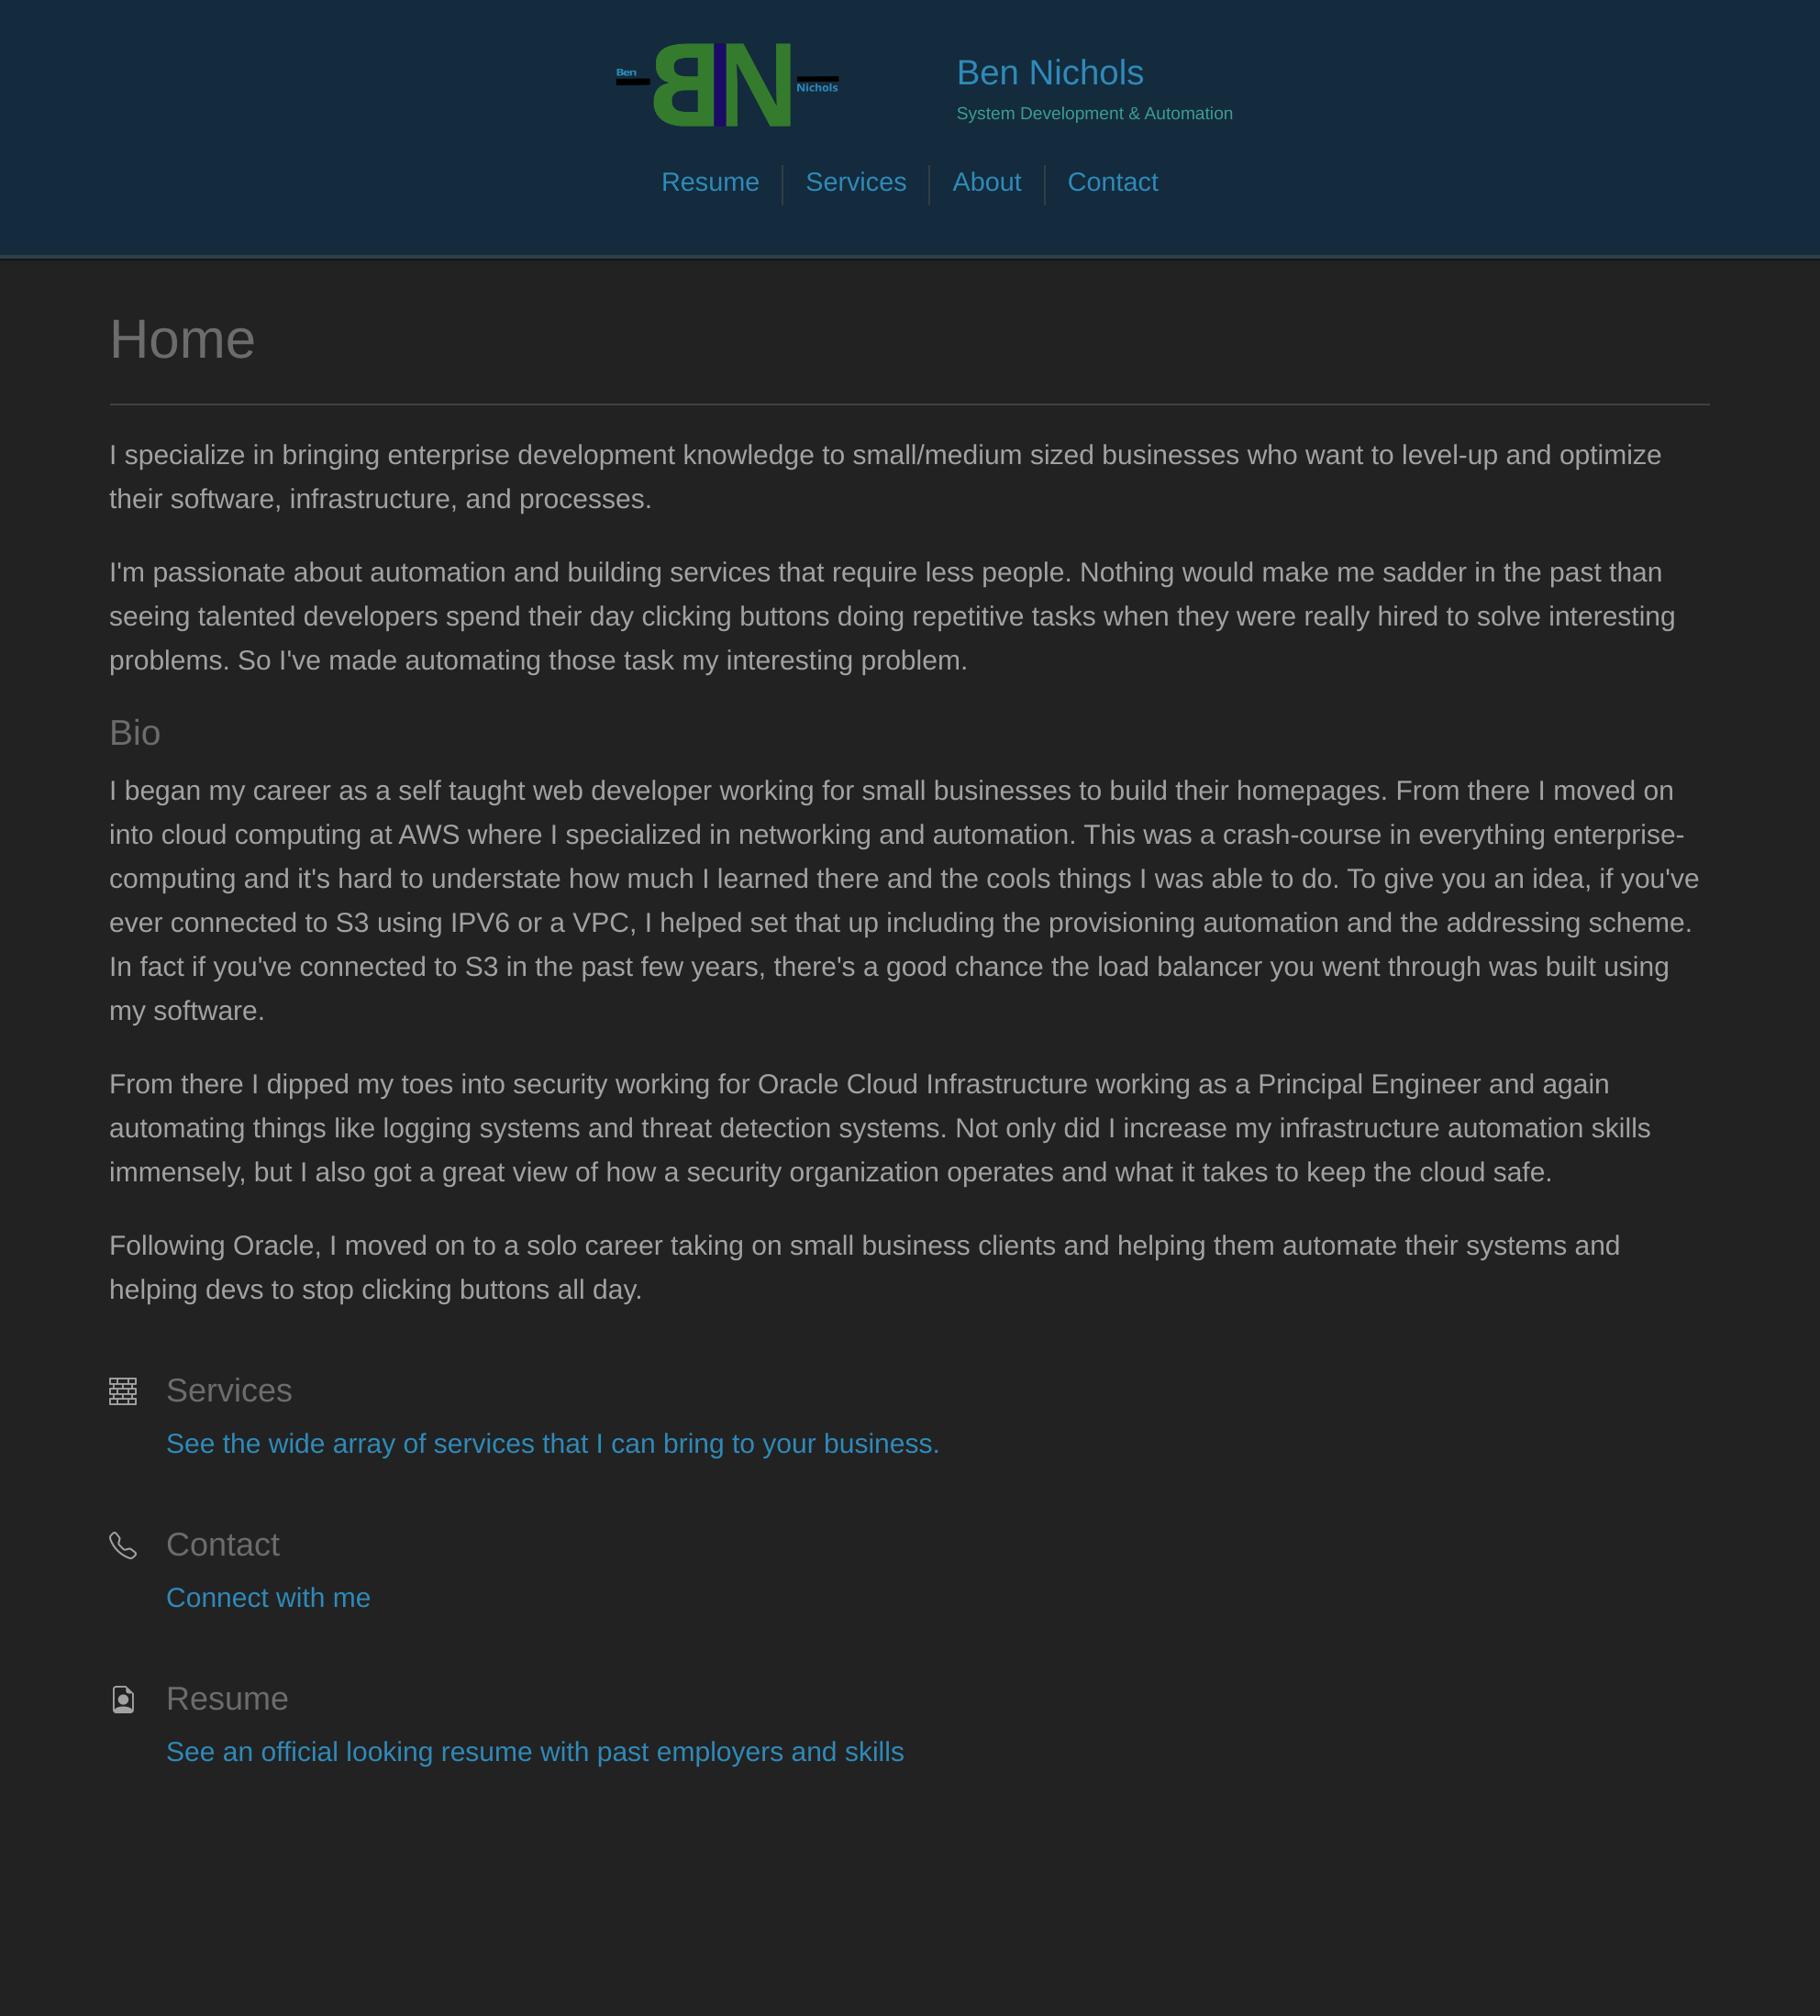 Ben
BN
Nichols
Ben Nichols
System Development & Automation
Resume
Services
About
Contact
Home
I specialize in bringing enterprise development knowledge to small/medium sized businesses who want to level-up and optimize
their software, infrastructure, and processes.
I'm passionate about automation and building services that require less people. Nothing would make me sadder in the past than
seeing talented developers spend their day clicking buttons doing repetitive tasks when they were really hired to solve interesting
problems. So I've made automating those task my interesting problem.
Bio
I began my career as a self taught web developer working for small businesses to build their homepages. From there I moved on
into cloud computing at AWS where I specialized in networking and automation. This was a crash-course in everything enterprise-
computing and it's hard to understate how much I learned there and the cools things I was able to do. To give you an idea, if you've
ever connected to S3 using IPV6 or a VPC, I helped set that up including the provisioning automation and the addressing scheme.
In fact if you've connected to S3 in the past few years, there's a good chance the load balancer you went through was built using
my software.
From there I dipped my toes into security working for Oracle Cloud Infrastructure working as a Principal Engineer and again
automating things like logging systems and threat detection systems. Not only did I increase my infrastructure automation skills
immensely, but I also got a great view of how a security organization operates and what it takes to keep the cloud safe.
Following Oracle, I moved on to a solo career taking on small business clients and helping them automate their systems and
helping devs to stop clicking buttons all day.
Services
See the wide array of services that I can bring to your business.
Contact
Connect with me
Resume
See an official looking resume with past employers and skills